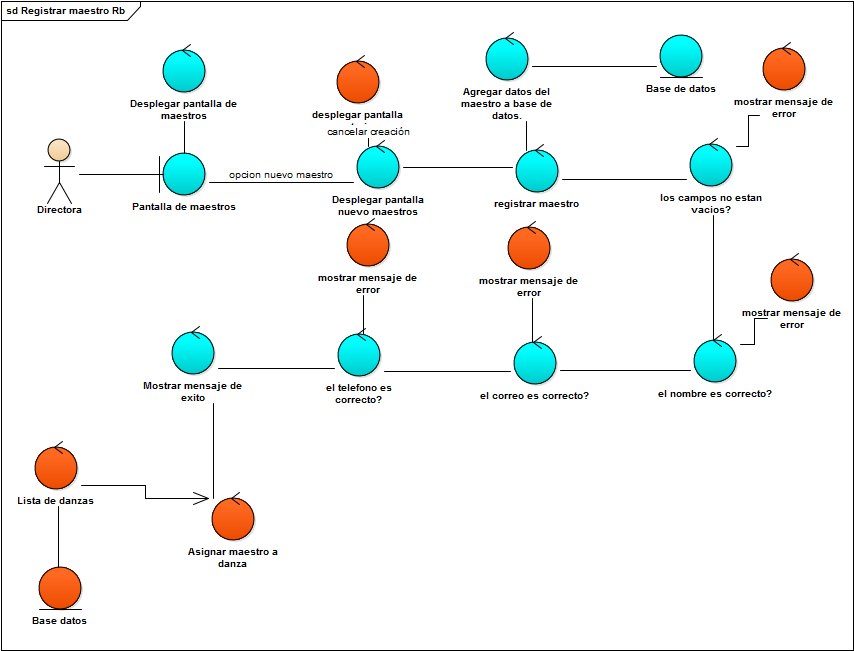 sd Registrar maestro Rb
Desplegar pantalla de
maestros
desplegar pantalla
cancelar creación
Agregar datos del
maestro a base de
datos.
Base de datos
mostrar mensaje de
error
Directora
Pantalla de maestros
opcion nuevo maestro
Desplegar pantalla
nuevo maestros
registrar maestro
los campos no estan
vacios?
mostrar mensaje de
error
mostrar mensaje de
error
mostrar mensaje de
error
Mostrar mensaje de
exito
el telefono es
correcto?
el correo es correcto?
el nombre es correcto?
Lista de danzas
Asignar maestro a
danza
Base datos